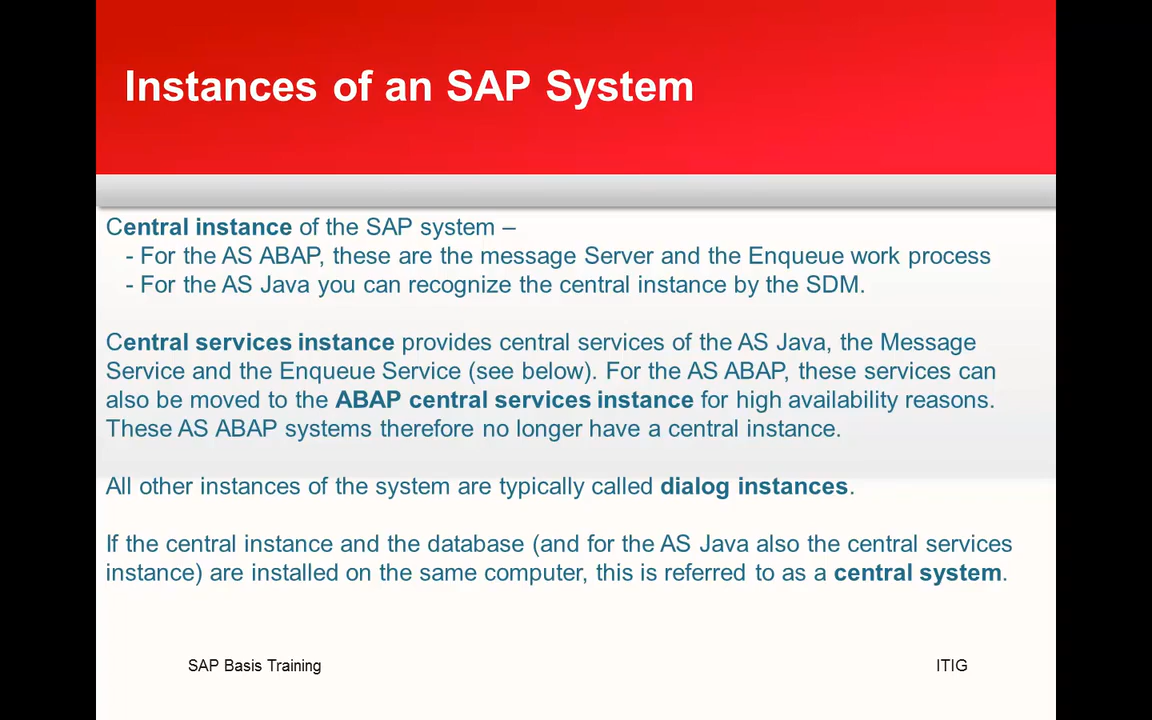 Instances of an SAP System
Central instance of the SAP system –
- For the AS ABAP, these are the message Server and the Enqueue work process
- For the AS Java you can recognize the central instance by the SDM.
Central services instance provides central services of the AS Java, the Message
Service and the Enqueue Service (see below). For the AS ABAP, these services can
also be moved to the ABAP central services instance for high availability reasons.
These AS ABAP systems therefore no longer have a central instance.
All other instances of the system are typically called dialog instances.
If the central instance and the database (and for the AS Java also the central services
instance) are installed on the same computer, this is referred to as a central system.
SAP Basis Training
ITIG